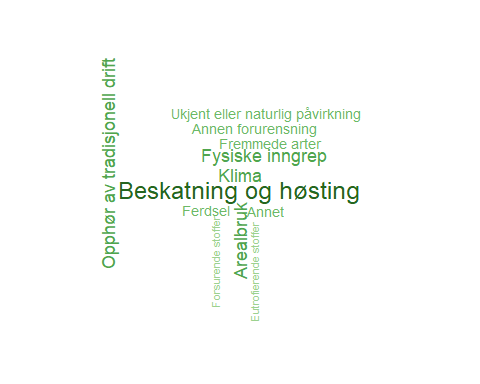 Opphør av tradisjonell drift
Ukjent eller naturlig påvirkning
Annen forurensning
Fremmede arter
Fysiske inngrep
Klima
Beskatning og høsting
Ferdsel
Annet
Arealbruk
Forsurende stoffer
Eutrofierende stoffer